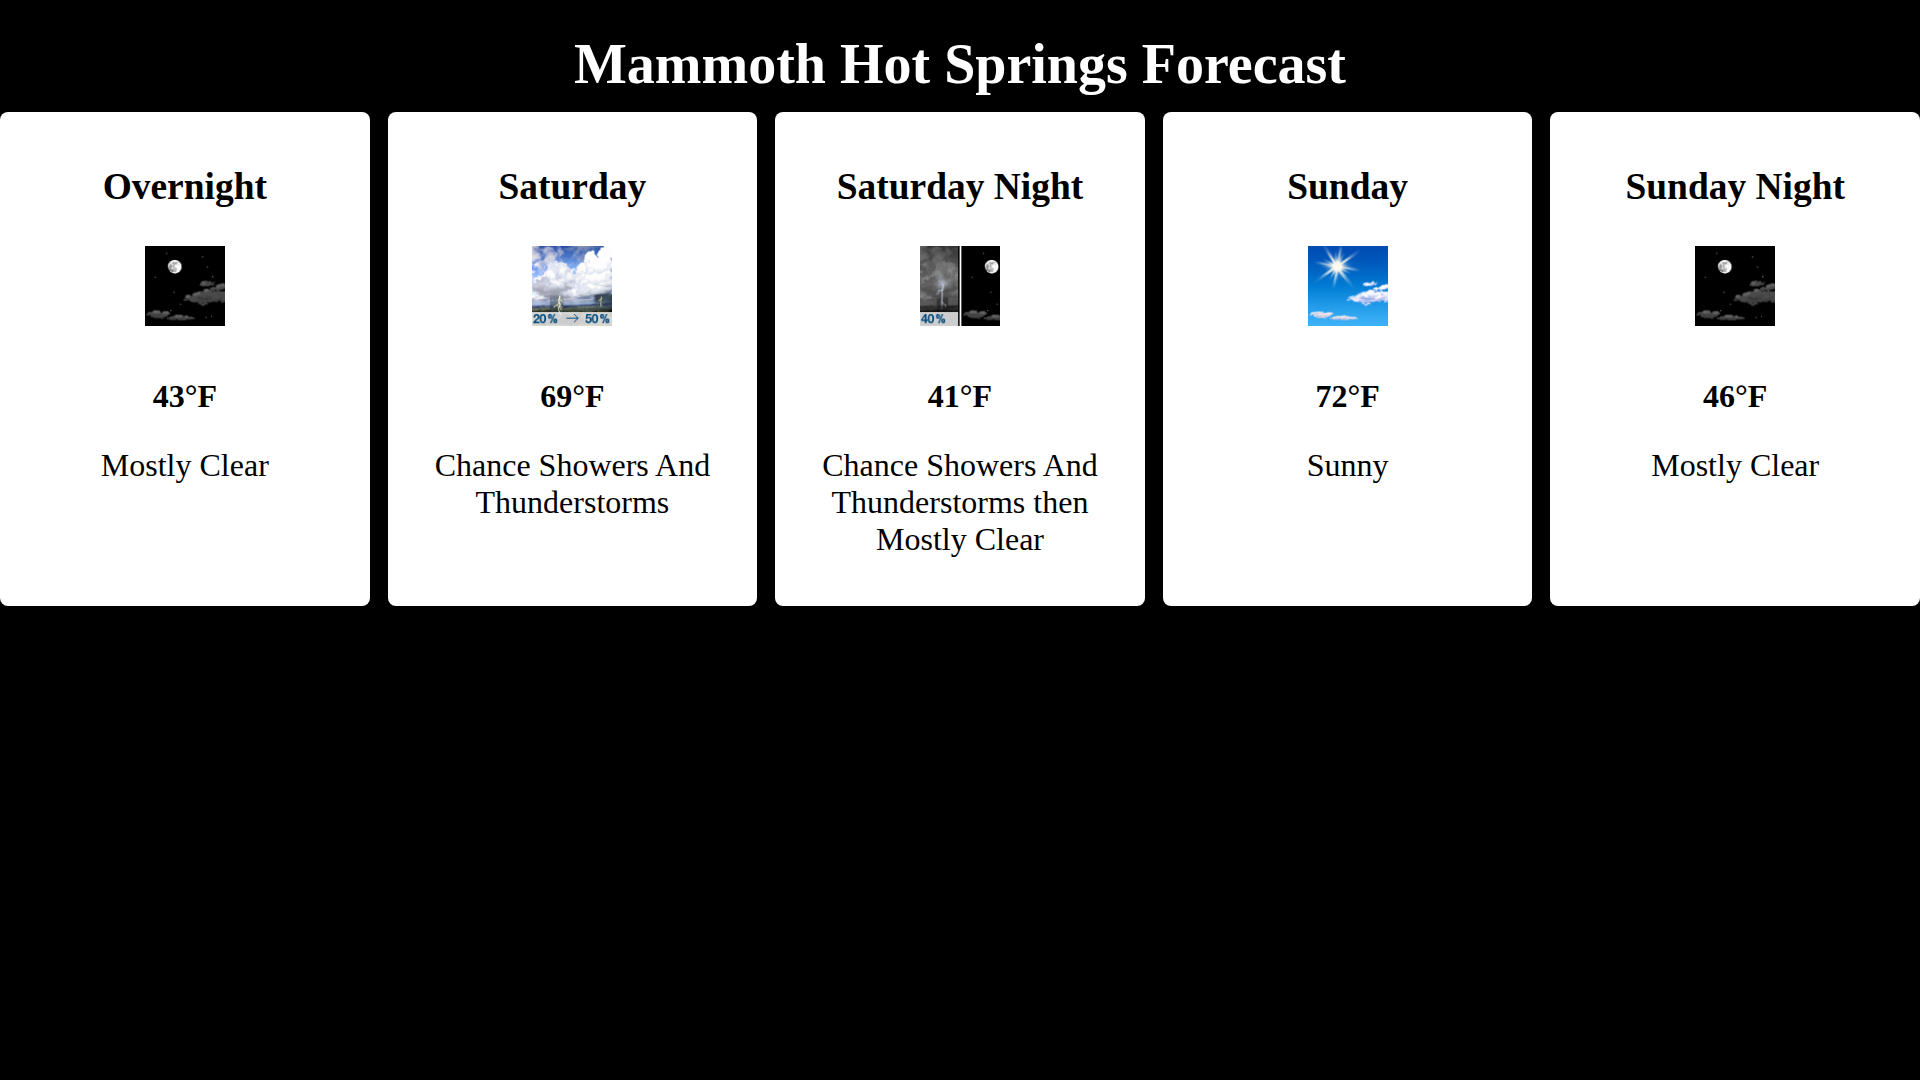 Mammoth Hot Springs Forecast
Overnight
43°F
Mostly Clear
Saturday
20% → 50%
69°F
Chance Showers And
Thunderstorms
Saturday Night
40%
41°F
Chance Showers And
Thunderstorms then
Mostly Clear
Sunday
72°F
Sunny
Sunday Night
46°F
Mostly Clear